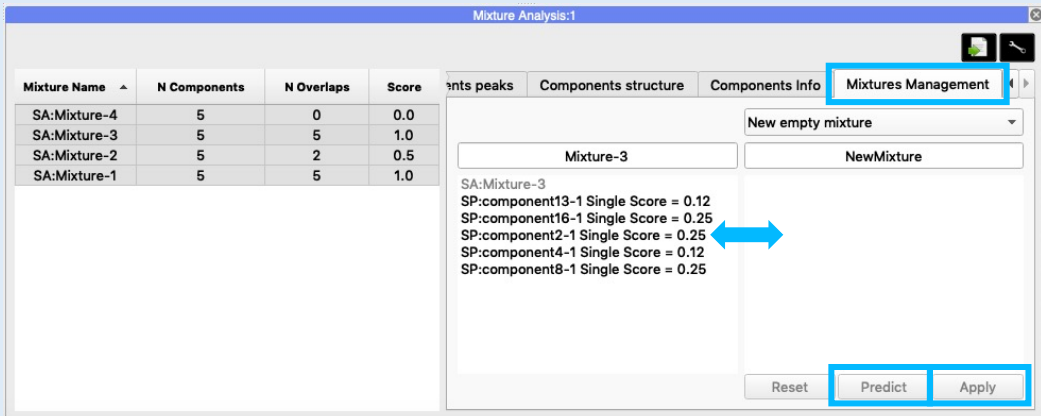 Mixture Analysis:1
Mixture Name N Components N Overlaps Score
SA:Mixture-4 5 0 0.0
SA:Mixture-3 5 5 1.0
SA:Mixture-2 5 2 0.5
SA:Mixture-1 5 5 1.0
ents peaks Components structure Components Info Mixtures Management
New empty mixture
Mixture-3 NewMixture
SA:Mixture-3
SP:component13-1 Single Score = 0.12
SP:component16-1 Single Score = 0.25
SP:component2-1 Single Score = 0.25
SP:component4-1 Single Score = 0.12
SP:component8-1 Single Score = 0.25
Reset Predict Apply